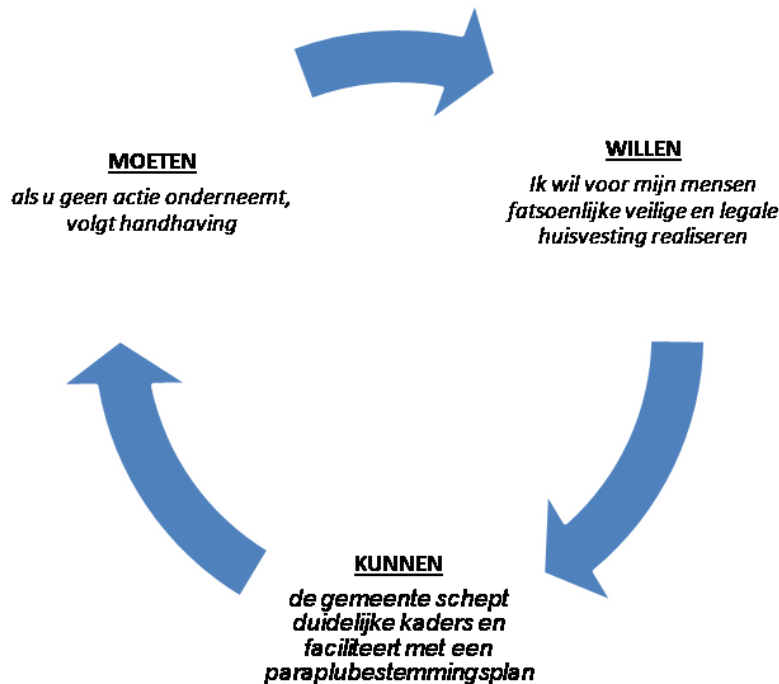 MOETEN
als u geen actie onderneemt,
volgt handhaving
WILLEN
Ik wil voor mijn mensen
fatsoenlijke veilige en legale
huisvesting realiseren
KUNNEN
de gemeente schept
duidelijke kaders en
faciliteert met een
paraplubestemmingsplan